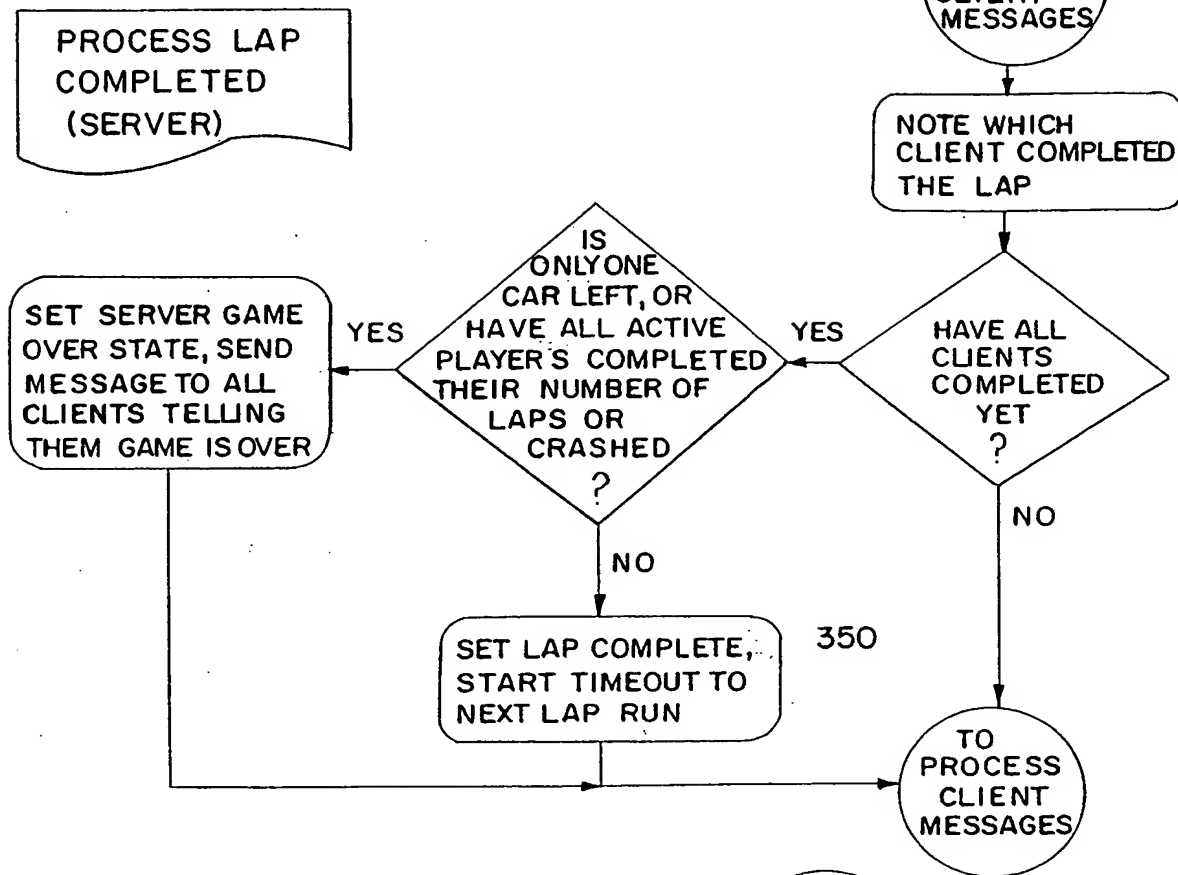 PROCESS LAP
COMPLETED
(SERVER)
MESSAGES
NOTE WHICH
CLIENT COMPLETED
THE LAP
HAVE ALL
CLIENTS
COMPLETED
YET
?
YES
NO
IS
ONLY ONE
CAR LEFT, OR
HAVE ALL ACTIVE
PLAYER'S COMPLETED
THEIR NUMBER OF
LAPS OR
CRASHED
?
YES
NO
SET SERVER GAME
OVER STATE, SEND
MESSAGE TO ALL
CLIENTS TELLING
THEM GAME IS OVER
SET LAP COMPLETE,
START TIMEOUT TO
NEXT LAP RUN
350
TO
PROCESS
CLIENT
MESSAGES